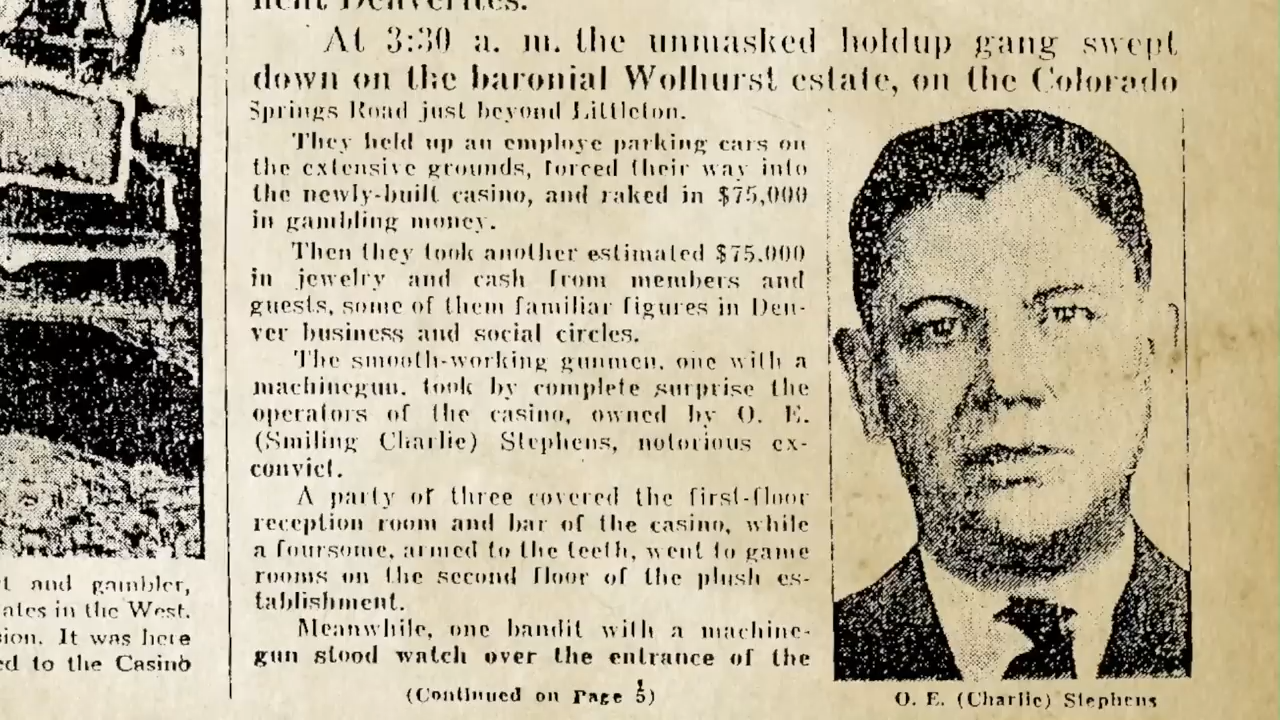 nent Denverites.
At 3:30 a. m. the unmasked holdup gang swept
down on the baronial Wolhurst estate, on the Colorado
Springs Road just beyond Littleton.
They held up an employe parking cars on
the extensive grounds, forced their way into
the newly-built casino, and raked in $75,000
in gambling money.
Then they took another estimated $75,000
in jewelry and cash from members and
guests, some of them familiar figures in Den-
ver business and social circles.
The smooth-working gunmen, one with a
machinegun, took by complete surprise the
operators of the casino, owned by O. E.
(Smiling Charlie) Stephens, notorious ex-
convict.
A party of three covered the first-floor
reception room and bar of the casino, while
a foursome, armed to the teeth, went to game
rooms on the second floor of the plush es-
tablishment.
Meanwhile, one bandit with a machine-
gun stood watch over the entrance of the
(Continued on Page 5)
O. E. (Charlie) Stephens
t and gambler,
ates in the West.
sion. It was here
ed to the Casino